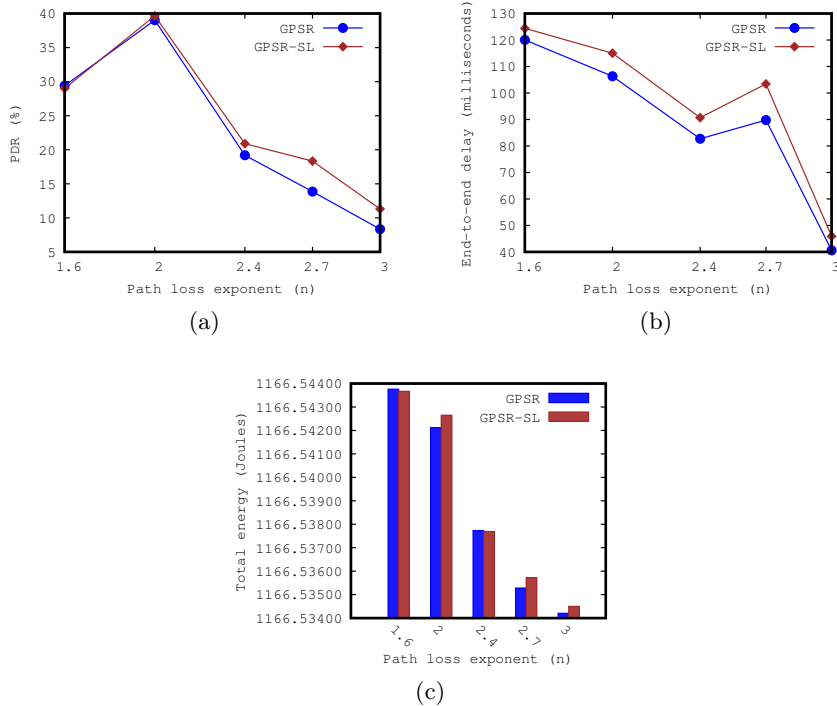 40
35
30
25
20
15
10
5
PDR (%)
GPSR
GPSR-SL
1.6 2 2.4 2.7 3
Path loss exponent (n)
(a)
130
120
110
100
90
80
70
60
50
40
End-to-end delay (milliseconds)
GPSR
GPSR-SL
1.6 2 2.4 2.7 3
Path loss exponent (n)
(b)
1166.54400
1166.54300
1166.54200
1166.54100
1166.54000
1166.53900
1166.53800
1166.53700
1166.53600
1166.53500
1166.53400
Total energy (Joules)
GPSR
GPSR-SL
1.6 2 2.4 2.7 3
Path loss exponent (n)
(c)